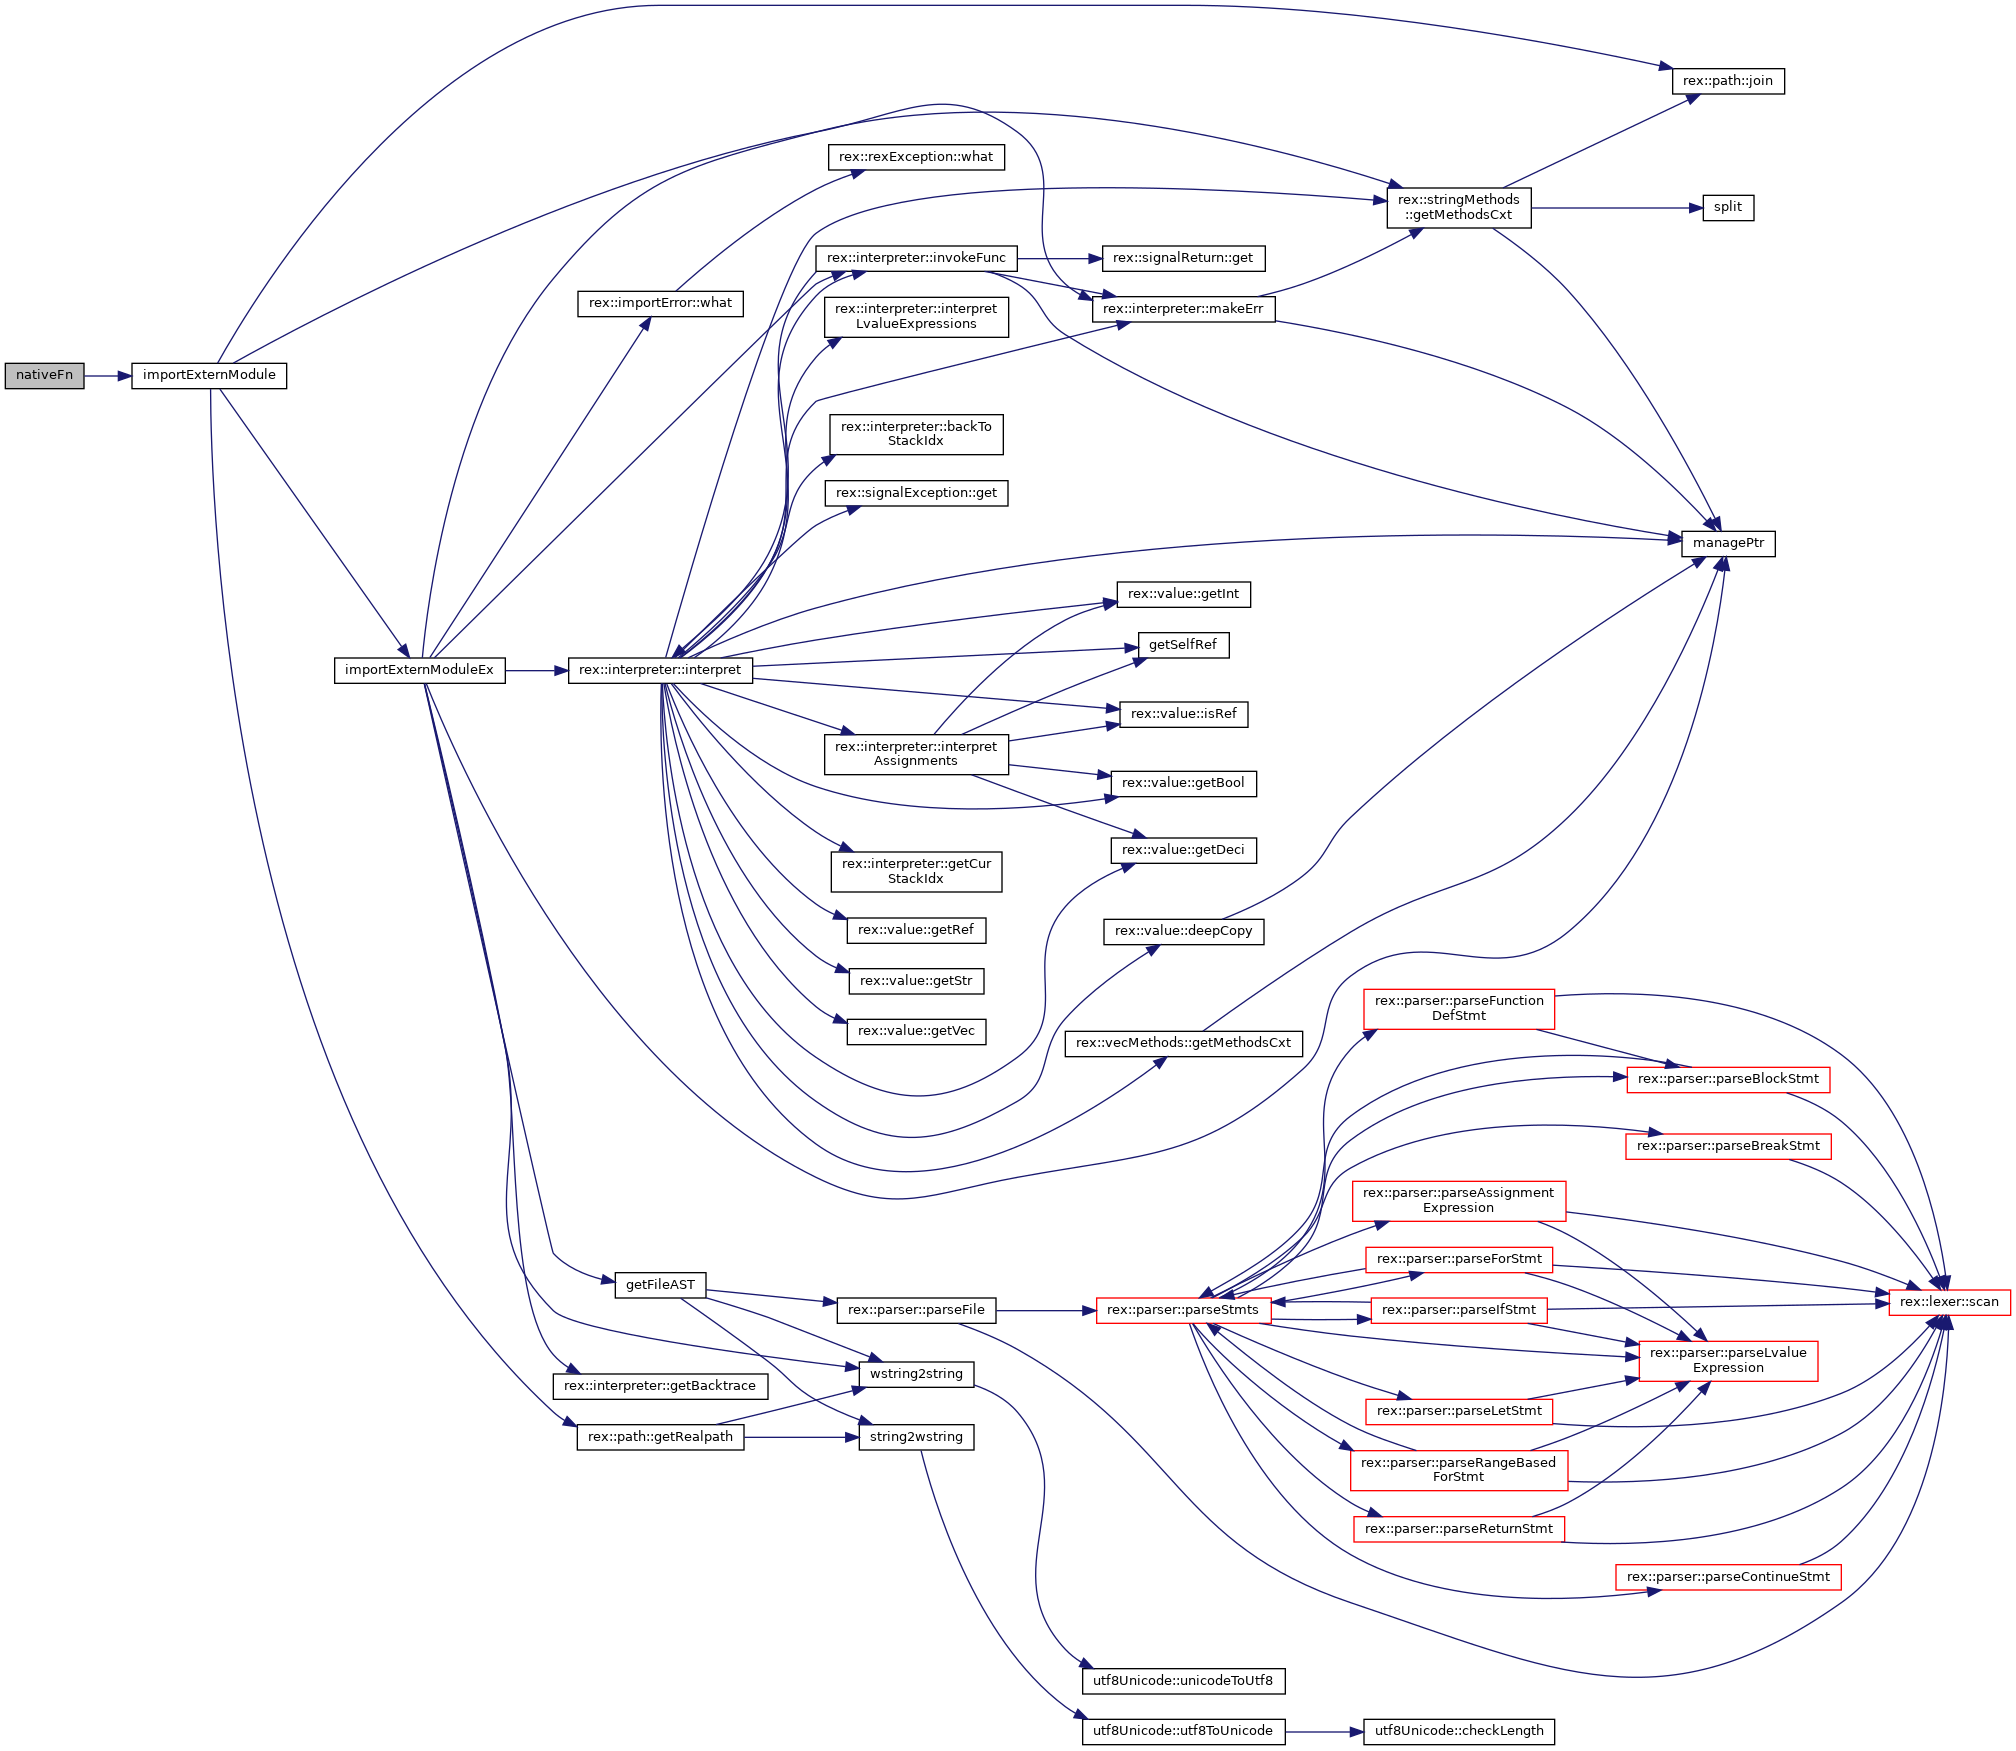 nativeFn
importExternModule
importExternModuleEx
rex::importError::what
rex::interpreter::interpret
getFileAST
rex::interpreter::getBacktrace
rex::path::getRealpath
rex::rexException::what
rex::interpreter::invokeFunc
rex::interpreter::interpret
LvalueExpressions
rex::interpreter::backTo
StackIdx
rex::signalException::get
rex::interpreter::interpret
Assignments
rex::interpreter::getCur
StackIdx
rex::value::getRef
rex::value::getStr
rex::value::getVec
rex::parser::parseFile
wstring2string
string2wstring
rex::signalReturn::get
rex::interpreter::makeErr
rex::value::getInt
getSelfRef
rex::value::isRef
rex::value::getBool
rex::value::getDeci
rex::value::deepCopy
rex::vecMethods::getMethodsCxt
rex::parser::parseStmts
utf8Unicode::unicodeToUtf8
utf8Unicode::utf8ToUnicode
rex::stringMethods
::getMethodsCxt
rex::parser::parseFunction
DefStmt
rex::parser::parseAssignment
Expression
rex::parser::parseForStmt
rex::parser::parseIfStmt
rex::parser::parseLetStmt
rex::parser::parseRangeBased
ForStmt
rex::parser::parseReturnStmt
utf8Unicode::checkLength
rex::path::join
split
managePtr
rex::parser::parseBlockStmt
rex::parser::parseBreakStmt
rex::parser::parseLvalue
Expression
rex::parser::parseContinueStmt
rex::lexer::scan